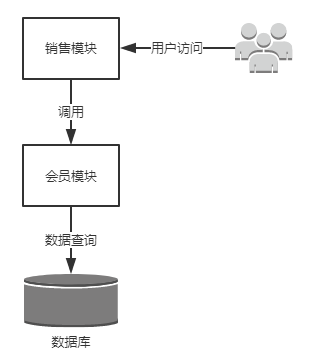 销售模块
用户访问
调用
会员模块
数据查询
数据库